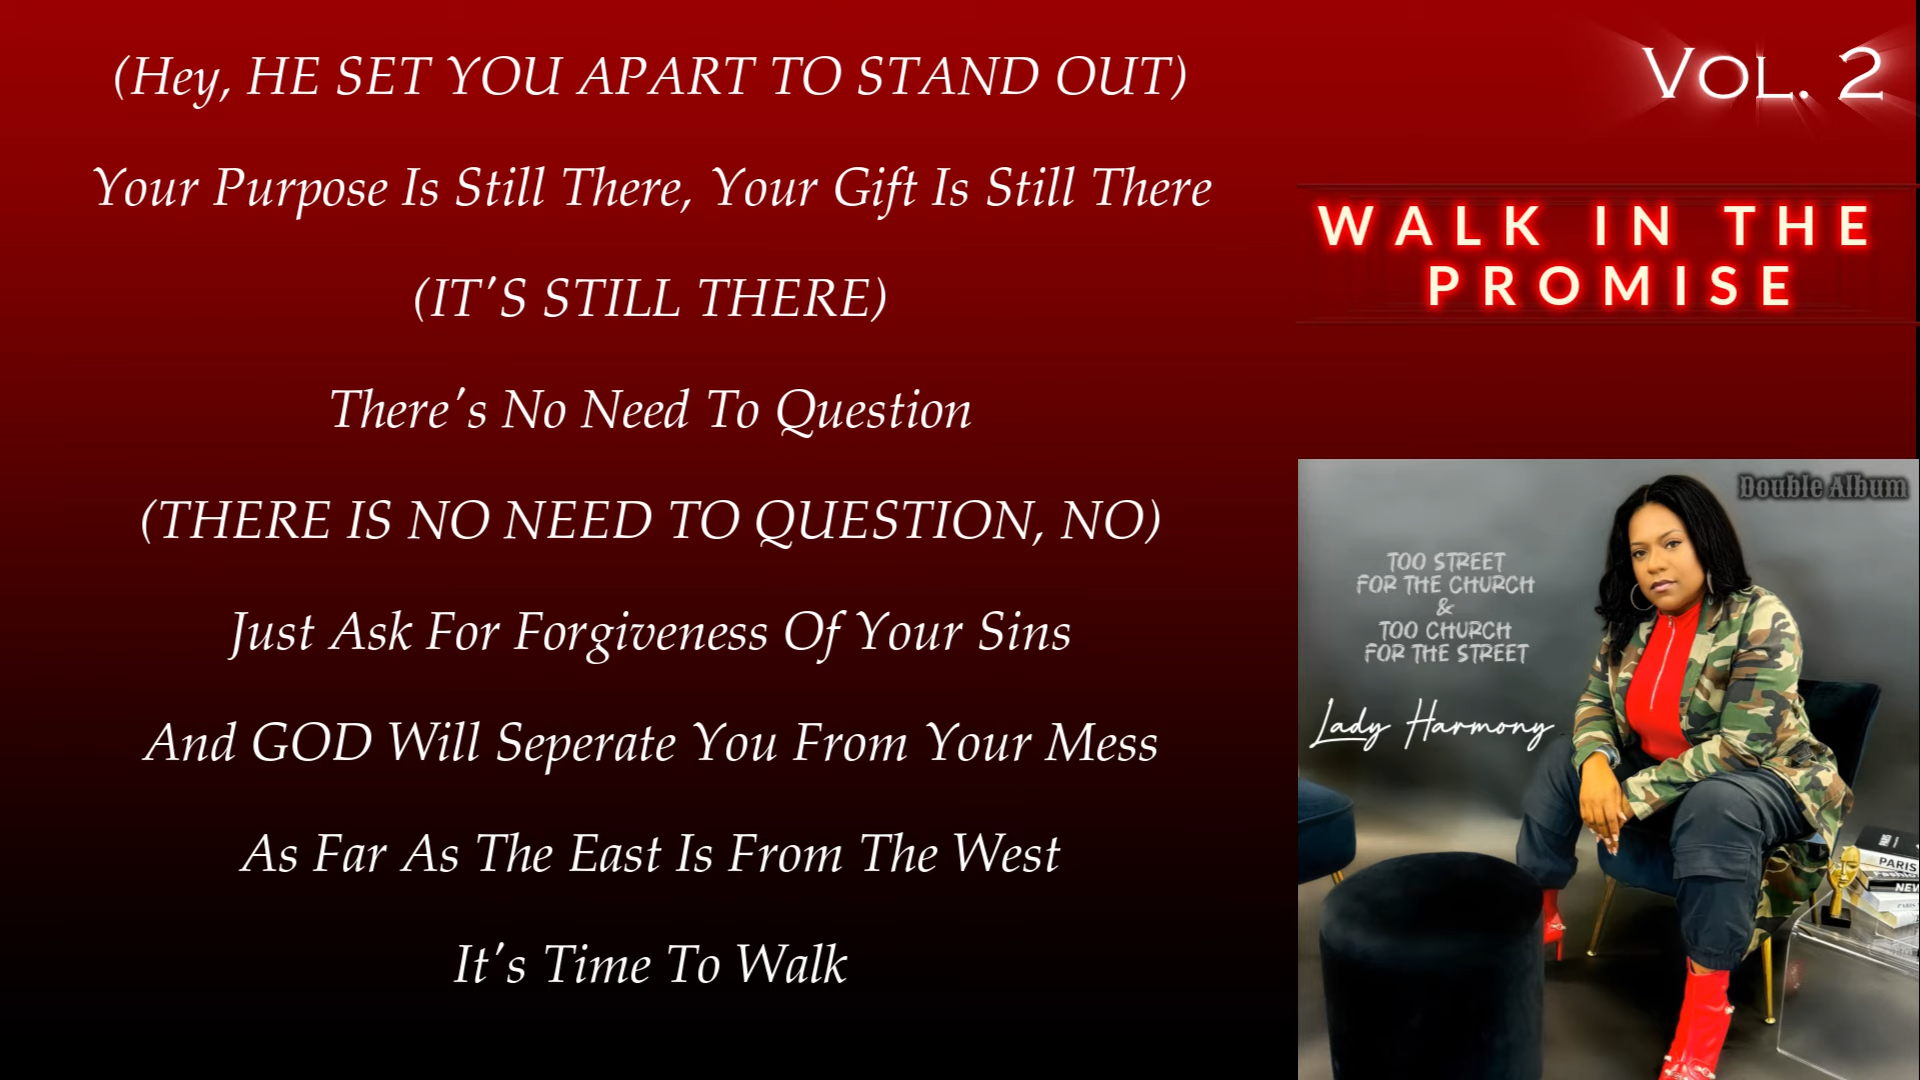 (Hey, HE SET YOU APART TO STAND OUT)
Your Purpose Is Still There, Your Gift Is Still There
(IT'S STILL THERE)
There's No Need To Question
(THERE IS NO NEED TO QUESTION, NO)
Just Ask For Forgiveness Of Your Sins
And GOD Will Seperate You From Your Mess
As Far As The East Is From The West
It's Time To Walk
VOL. 2
WALK IN THE
PROMISE
Double Album
TOO STREET
FOR THE CHURCH
&
TOO CHURCH
FOR THE STREET
Lady Harmony
PARIS
NEW